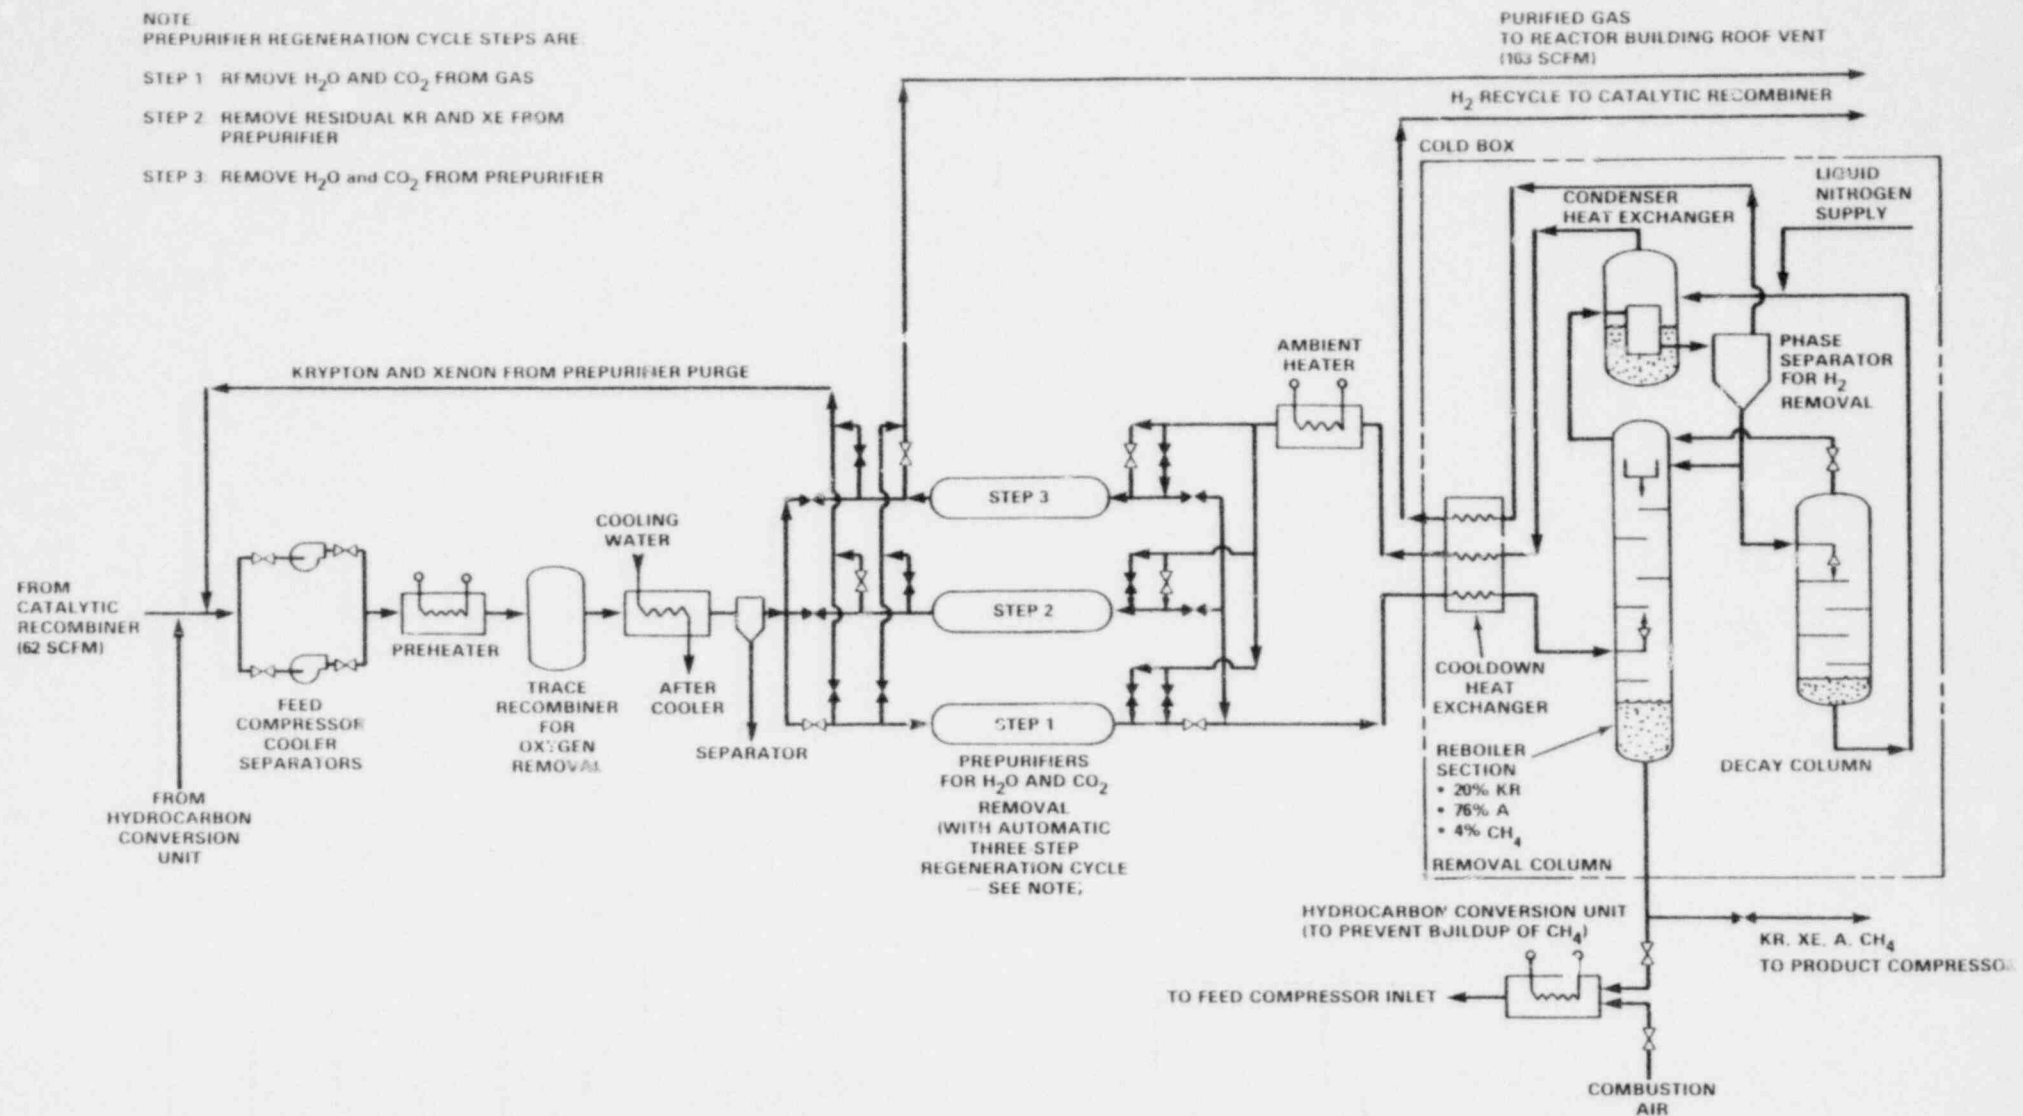 NOTE
PREPURIFIER REGENERATION CYCLE STEPS ARE
STEP 1 REMOVE H₂O AND CO₂ FROM GAS
STEP 2 REMOVE RESIDUAL KR AND XE FROM
PREPURIFIER
STEP 3. REMOVE H₂O and CO₂ FROM PREPURIFIER
PURIFIED GAS
TO REACTOR BUILDING ROOF VENT
(163 SCFM)
H₂ RECYCLE TO CATALYTIC RECOMBINER
COLD BOX
CONDENSER
HEAT EXCHANGER
LIQUID
NITROGEN
SUPPLY
PHASE
SEPARATOR
FOR H₂
REMOVAL
AMBIENT
HEATER
KRYPTON AND XENON FROM PREPURIFIER PURGE
FROM
CATALYTIC
RECOMBINER
(62 SCFM)
FROM
HYDROCARBON
CONVERSION
UNIT
FEED
COMPRESSOR
COOLER
SEPARATORS
PREHEATER
TRACE
RECOMBINER
FOR
OXYGEN
REMOVAL
COOLING
WATER
AFTER
COOLER
SEPARATOR
STEP 3
STEP 2
STEP 1
PREPURIFIERS
FOR H₂O AND CO₂
REMOVAL
(WITH AUTOMATIC
THREE STEP
REGENERATION CYCLE
SEE NOTE)
COOLDOWN
HEAT
EXCHANGER
REBOILER
SECTION
• 20% KR
• 76% A
• 4% CH₄
REMOVAL COLUMN
DECAY COLUMN
HYDROCARBON CONVERSION UNIT
(TO PREVENT BUILDUP OF CH₄)
TO FEED COMPRESSOR INLET
KR, XE, A, CH₄
TO PRODUCT COMPRESSOR
COMBUSTION
AIR